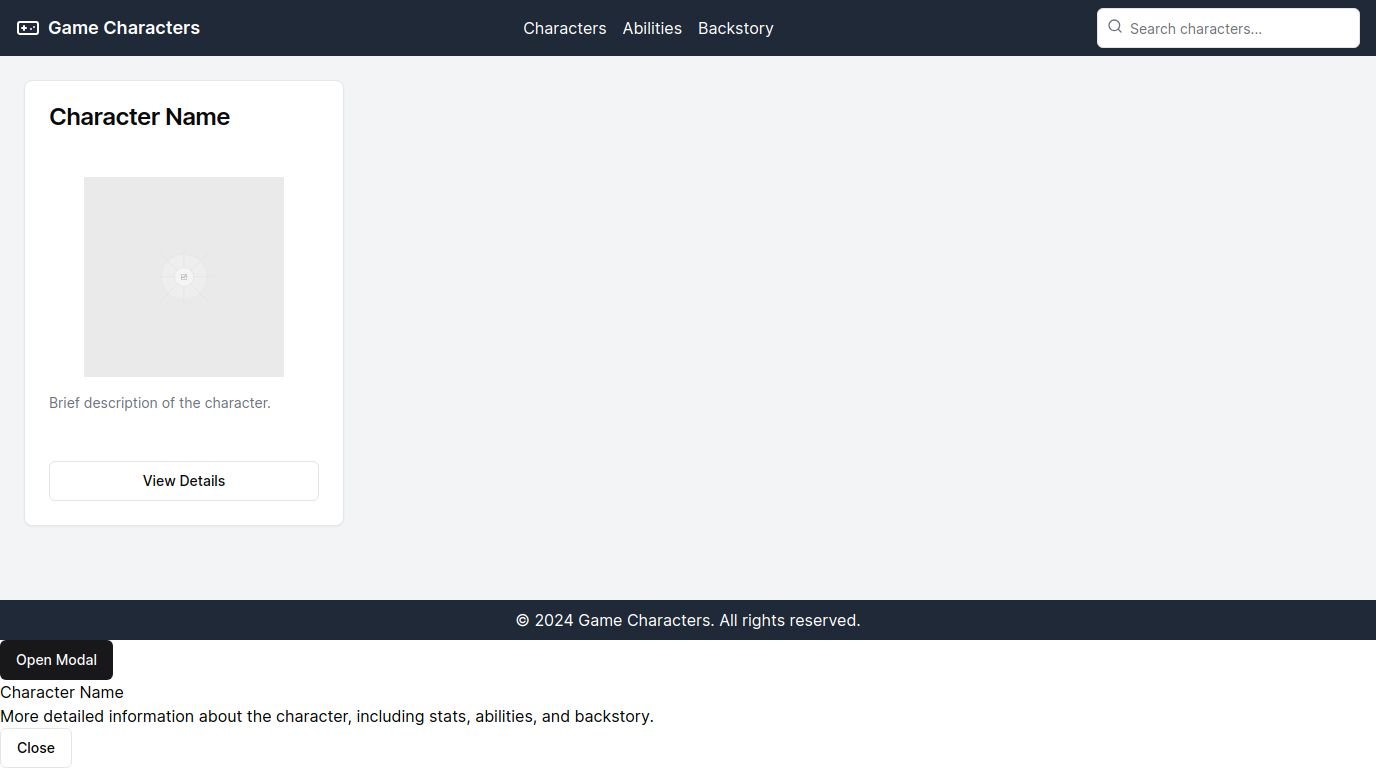 Game Characters
Characters
Abilities
Backstory
Search characters...
Character Name
Brief description of the character.
View Details
© 2024 Game Characters. All rights reserved.
Open Modal
Character Name
More detailed information about the character, including stats, abilities, and backstory.
Close